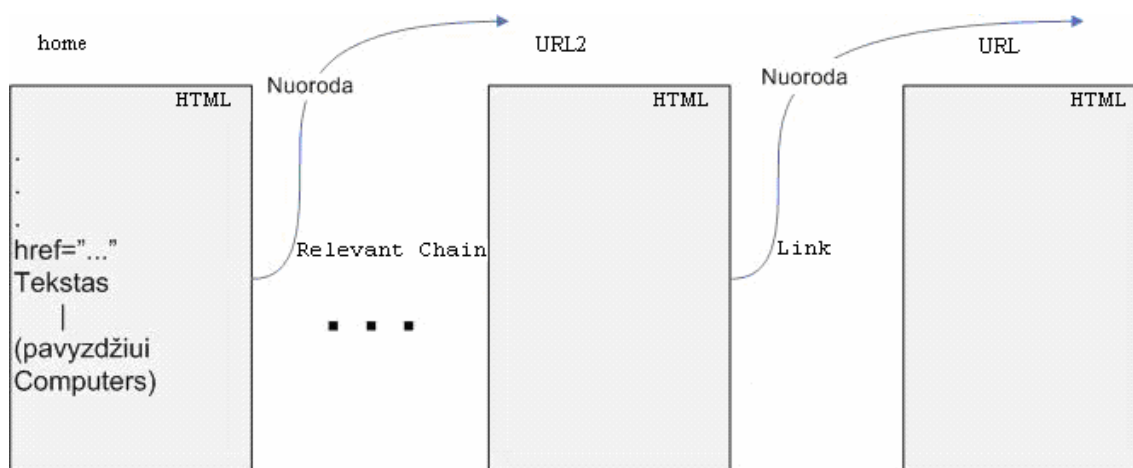 home
URL2
URL
Nuoroda
Nuoroda
HTML
HTML
HTML
.
.
.
href="..."
Tekstas
|
(pavyzdžiui
Computers)
Relevant Chain
. . .
Link